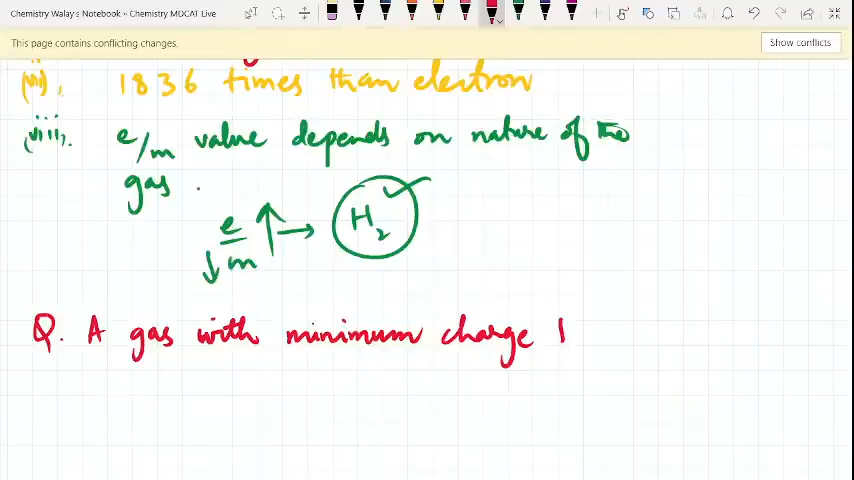 Chemistry Walay's Notebook » Chemistry MDCAT Live
This page contains conflicting changes.
Show conflicts
(vii). 1836 times than electron
(viii). e/m value depends on nature of the
gas .
e/m ↑ → H2 ✓
↓
Q. A gas with minimum charge